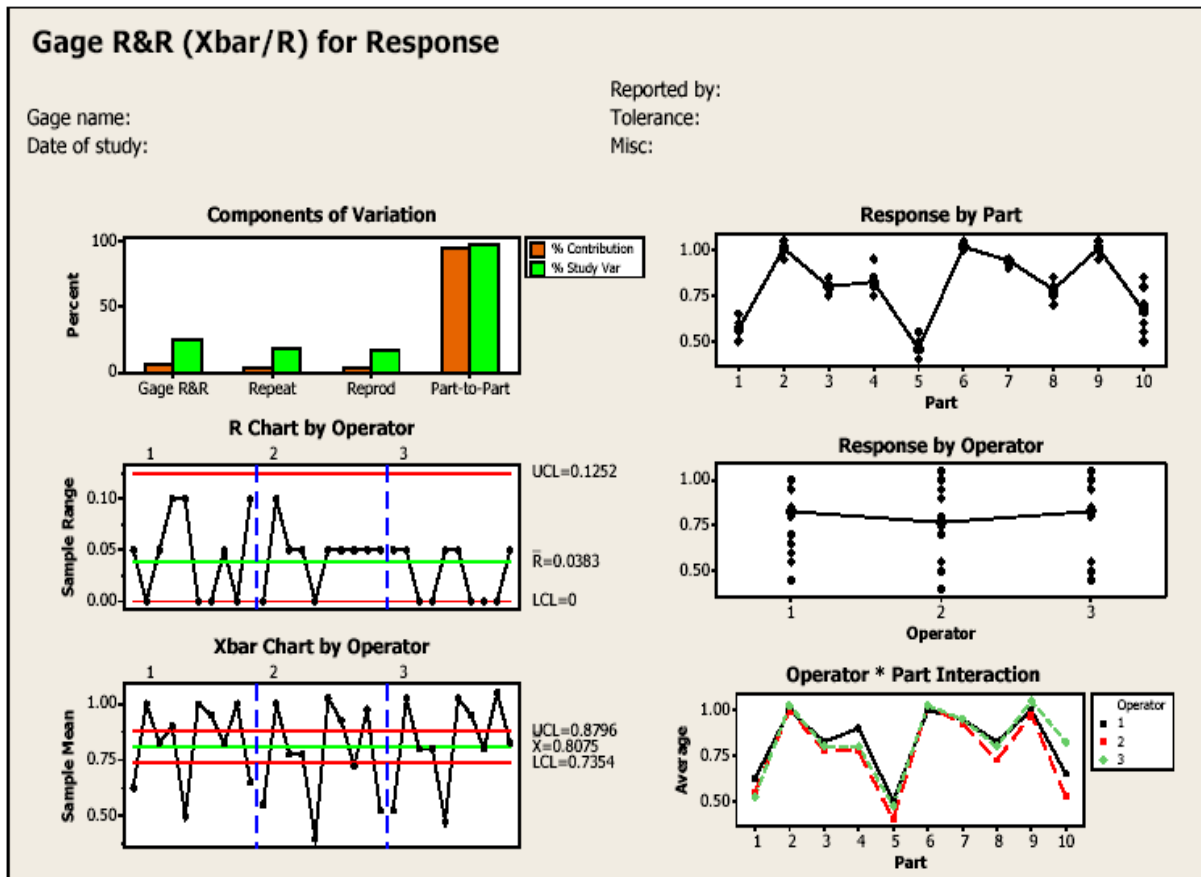 Gage R&R (Xbar/R) for Response
Gage name:
Date of study:
Reported by:
Tolerance:
Misc:
Components of Variation
100
50
0
Percent
Gage R&R Repeat Reprod Part-to-Part
% Contribution
% Study Var
R Chart by Operator
1 2 3
0.10
0.05
0.00
Sample Range
UCL=0.1252
R̄=0.0383
LCL=0
Xbar Chart by Operator
1 2 3
1.00
0.75
0.50
Sample Mean
UCL=0.8796
X̿=0.8075
LCL=0.7354
Response by Part
1.00
0.75
0.50
1 2 3 4 5 6 7 8 9 10
Part
Response by Operator
1.00
0.75
0.50
1 2 3
Operator
Operator * Part Interaction
1.00
0.75
0.50
Average
1 2 3 4 5 6 7 8 9 10
Part
Operator
1
2
3